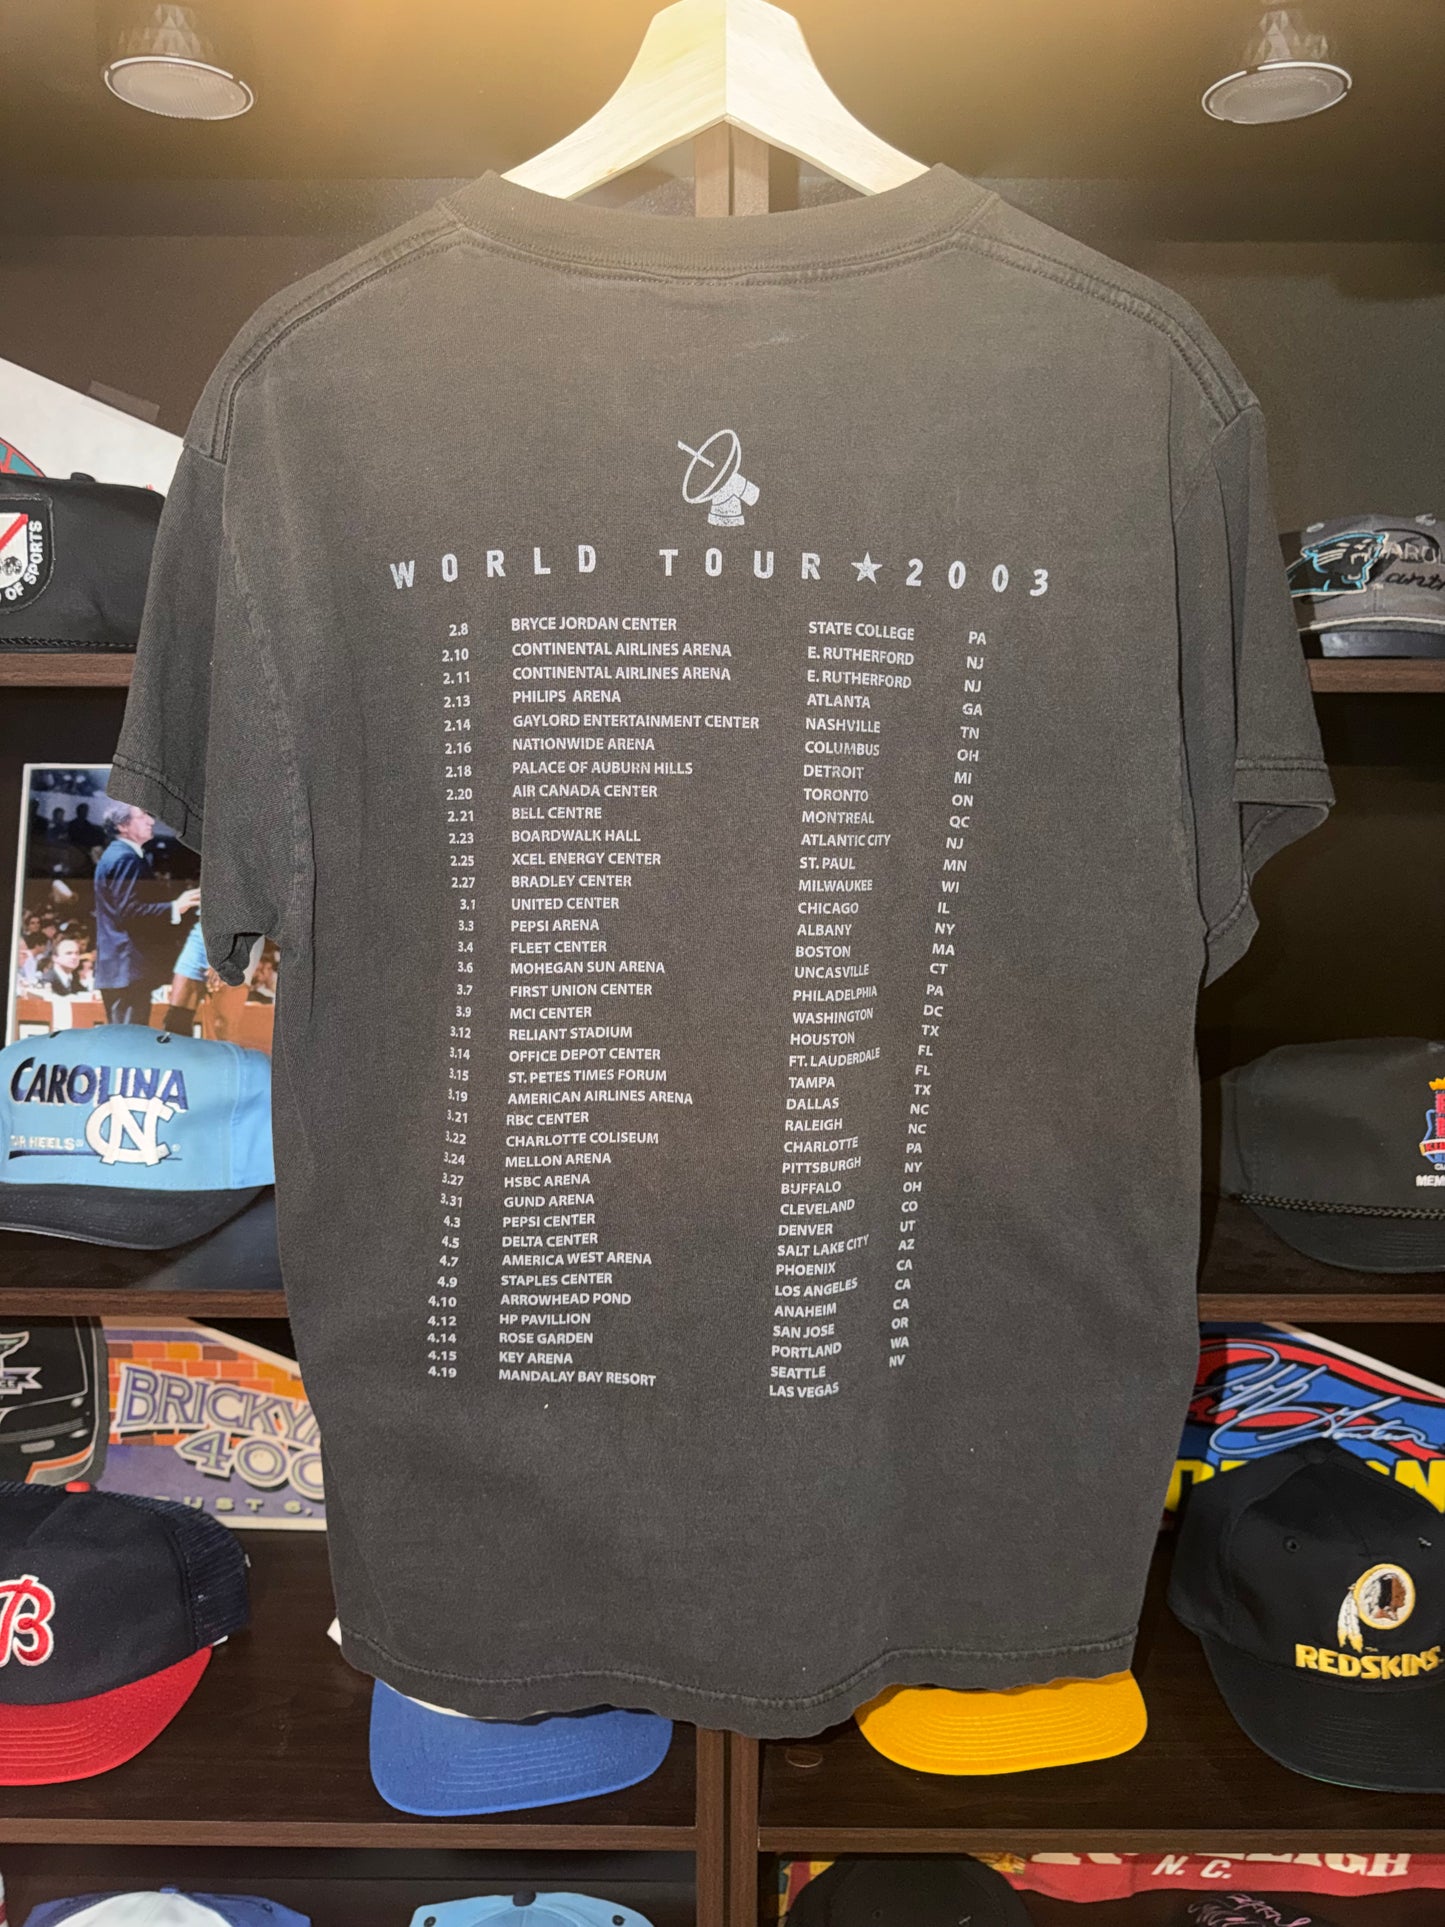 WORLD TOUR★2003
2.8 BRYCE JORDAN CENTER STATE COLLEGE PA
2.10 CONTINENTAL AIRLINES ARENA E. RUTHERFORD NJ
2.11 CONTINENTAL AIRLINES ARENA E. RUTHERFORD NJ
2.13 PHILIPS ARENA ATLANTA GA
2.14 GAYLORD ENTERTAINMENT CENTER NASHVILLE TN
2.16 NATIONWIDE ARENA COLUMBUS OH
2.18 PALACE OF AUBURN HILLS DETROIT MI
2.20 AIR CANADA CENTER TORONTO ON
2.21 BELL CENTRE MONTREAL QC
2.23 BOARDWALK HALL ATLANTIC CITY NJ
2.25 XCEL ENERGY CENTER ST. PAUL MN
2.27 BRADLEY CENTER MILWAUKEE WI
3.1 UNITED CENTER CHICAGO IL
3.3 PEPSI ARENA ALBANY NY
3.4 FLEET CENTER BOSTON MA
3.6 MOHEGAN SUN ARENA UNCASVILLE CT
3.7 FIRST UNION CENTER PHILADELPHIA PA
3.9 MCI CENTER WASHINGTON DC
3.12 RELIANT STADIUM HOUSTON TX
3.14 OFFICE DEPOT CENTER FT. LAUDERDALE FL
3.15 ST. PETES TIMES FORUM TAMPA FL
3.19 AMERICAN AIRLINES ARENA DALLAS TX
3.21 RBC CENTER RALEIGH NC
3.22 CHARLOTTE COLISEUM CHARLOTTE NC
3.24 MELLON ARENA PITTSBURGH PA
3.27 HSBC ARENA BUFFALO NY
3.31 GUND ARENA CLEVELAND OH
4.3 PEPSI CENTER DENVER CO
4.5 DELTA CENTER SALT LAKE CITY UT
4.7 AMERICA WEST ARENA PHOENIX AZ
4.9 STAPLES CENTER LOS ANGELES CA
4.10 ARROWHEAD POND ANAHEIM CA
4.12 HP PAVILLION SAN JOSE CA
4.14 ROSE GARDEN PORTLAND OR
4.15 KEY ARENA SEATTLE WA
4.19 MANDALAY BAY RESORT LAS VEGAS NV
OF SPORTS
CAROLINA
NC
HEELS
400
B
REDSKINS
N.C.